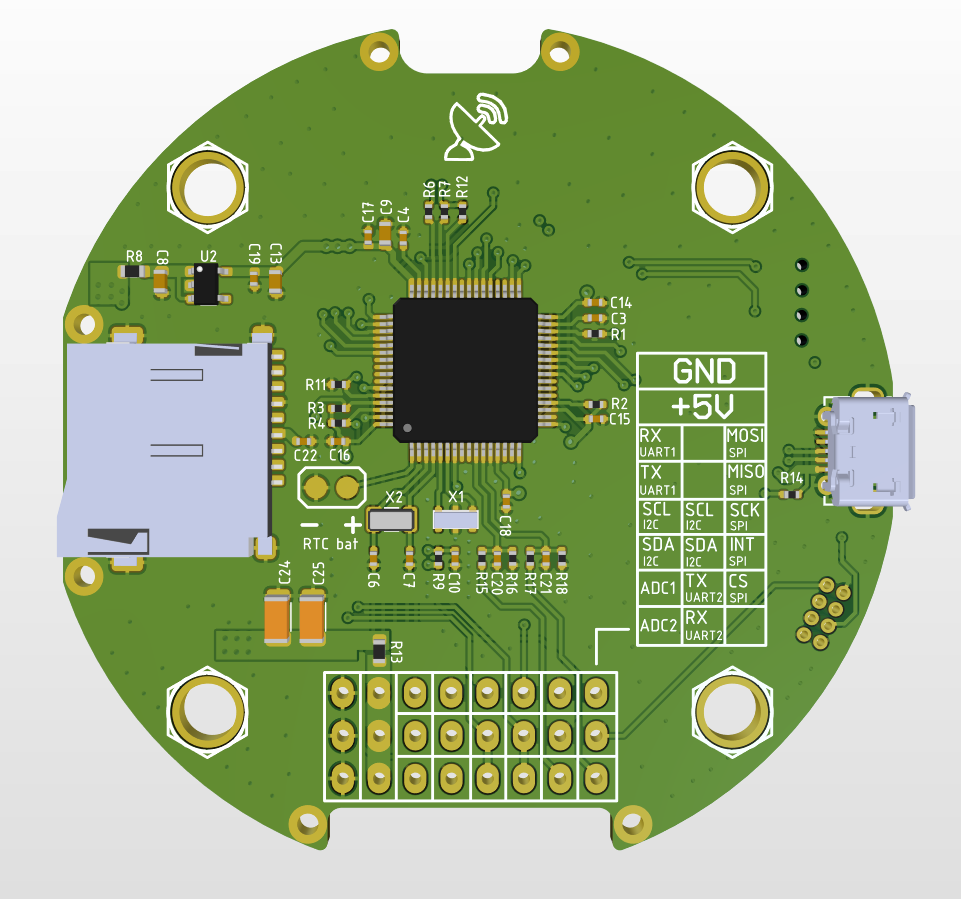 R6
R7
R12
C17
C9
C4
R8
C8
U2
C19
C13
C14
C3
R1
R11
R3
R4
C22
C16
R2
C15
GND
+5V
RX
UART1
MOSI
SPI
TX
UART1
MISO
SPI
SCL
I2C
SCL
I2C
SCK
SPI
SDA
I2C
SDA
I2C
INT
SPI
ADC1
TX
UART2
CS
SPI
ADC2
RX
UART2
R14
X2
X1
C18
− +
RTC bat
C24
C25
C6
C7
R9
C10
R15
C20
R16
R17
C21
R18
R13